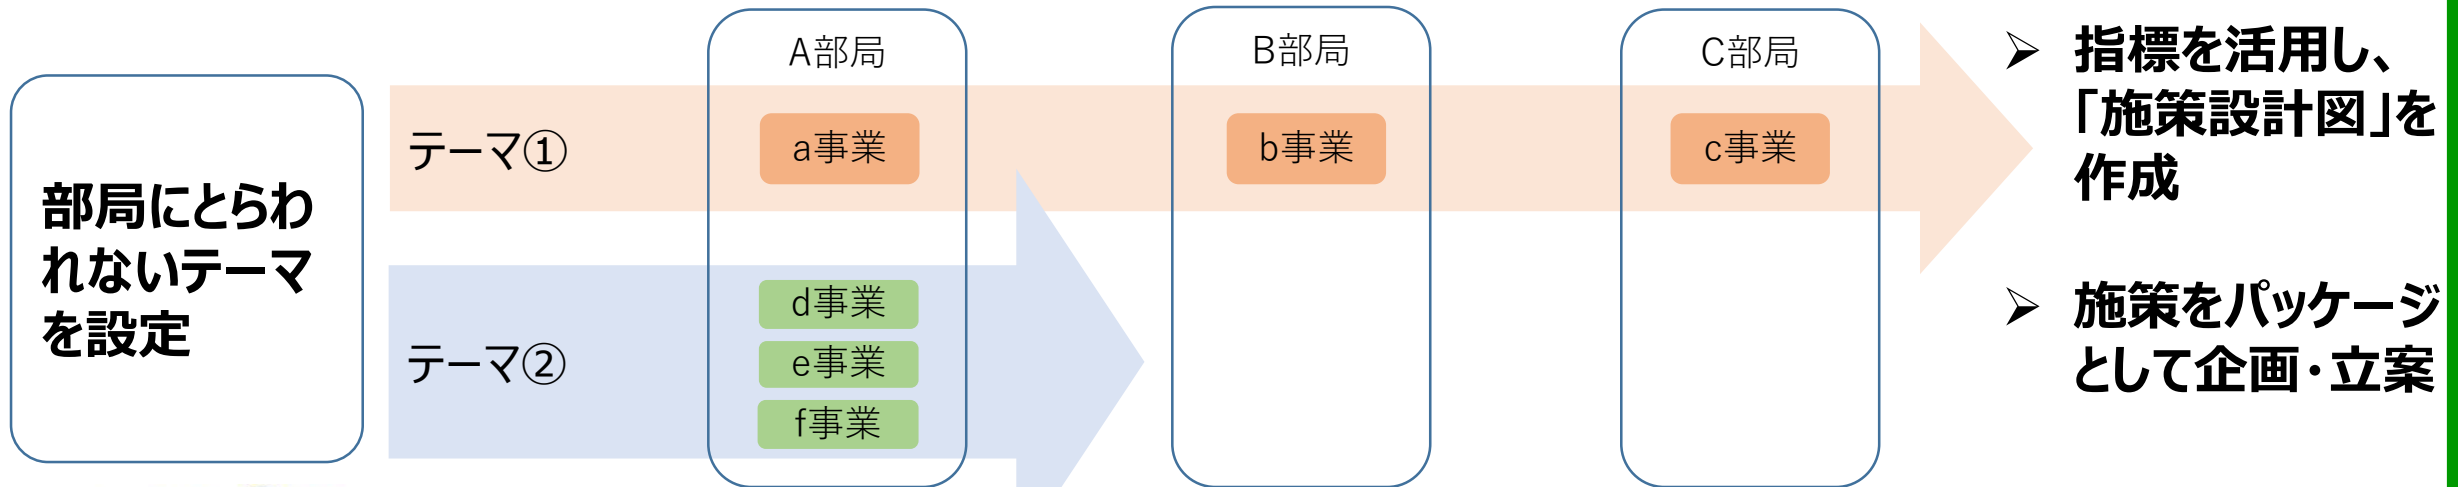 部局にとらわ
れないテーマ
を設定
A部局
B部局
C部局
テーマ①
a事業
b事業
c事業
テーマ②
d事業
e事業
f事業
➢ 指標を活用し、
「施策設計図」を
作成
➢ 施策をパッケージ
として企画・立案